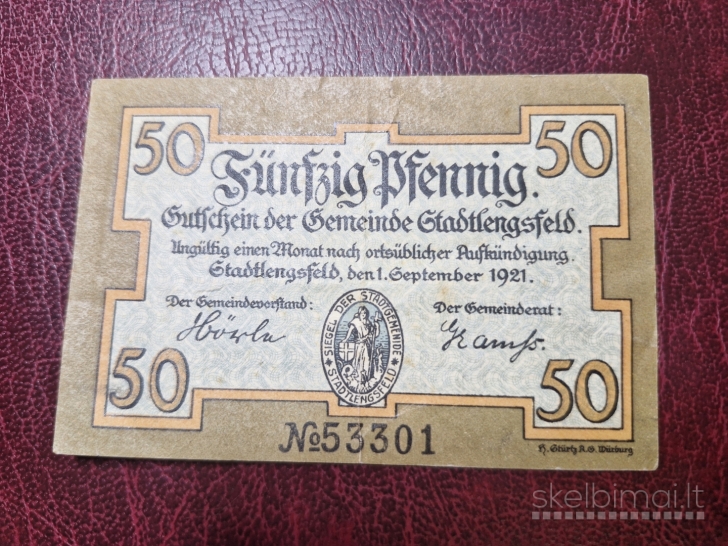 50 50
Fünfzig Pfennig.
Gutschein der Gemeinde Stadtlengsfeld.
Ungültig einen Monat nach ortsüblicher Aufkündigung.
Stadtlengsfeld, den 1. September 1921.
Der Gemeindevorstand: Der Gemeinderat:
Hörle
SIEGEL DER STADTGEMEINDE
* STADTLENGSFELD *
50 50
№53301
H. Stürtz A.G. Würzburg
skelbimai.lt